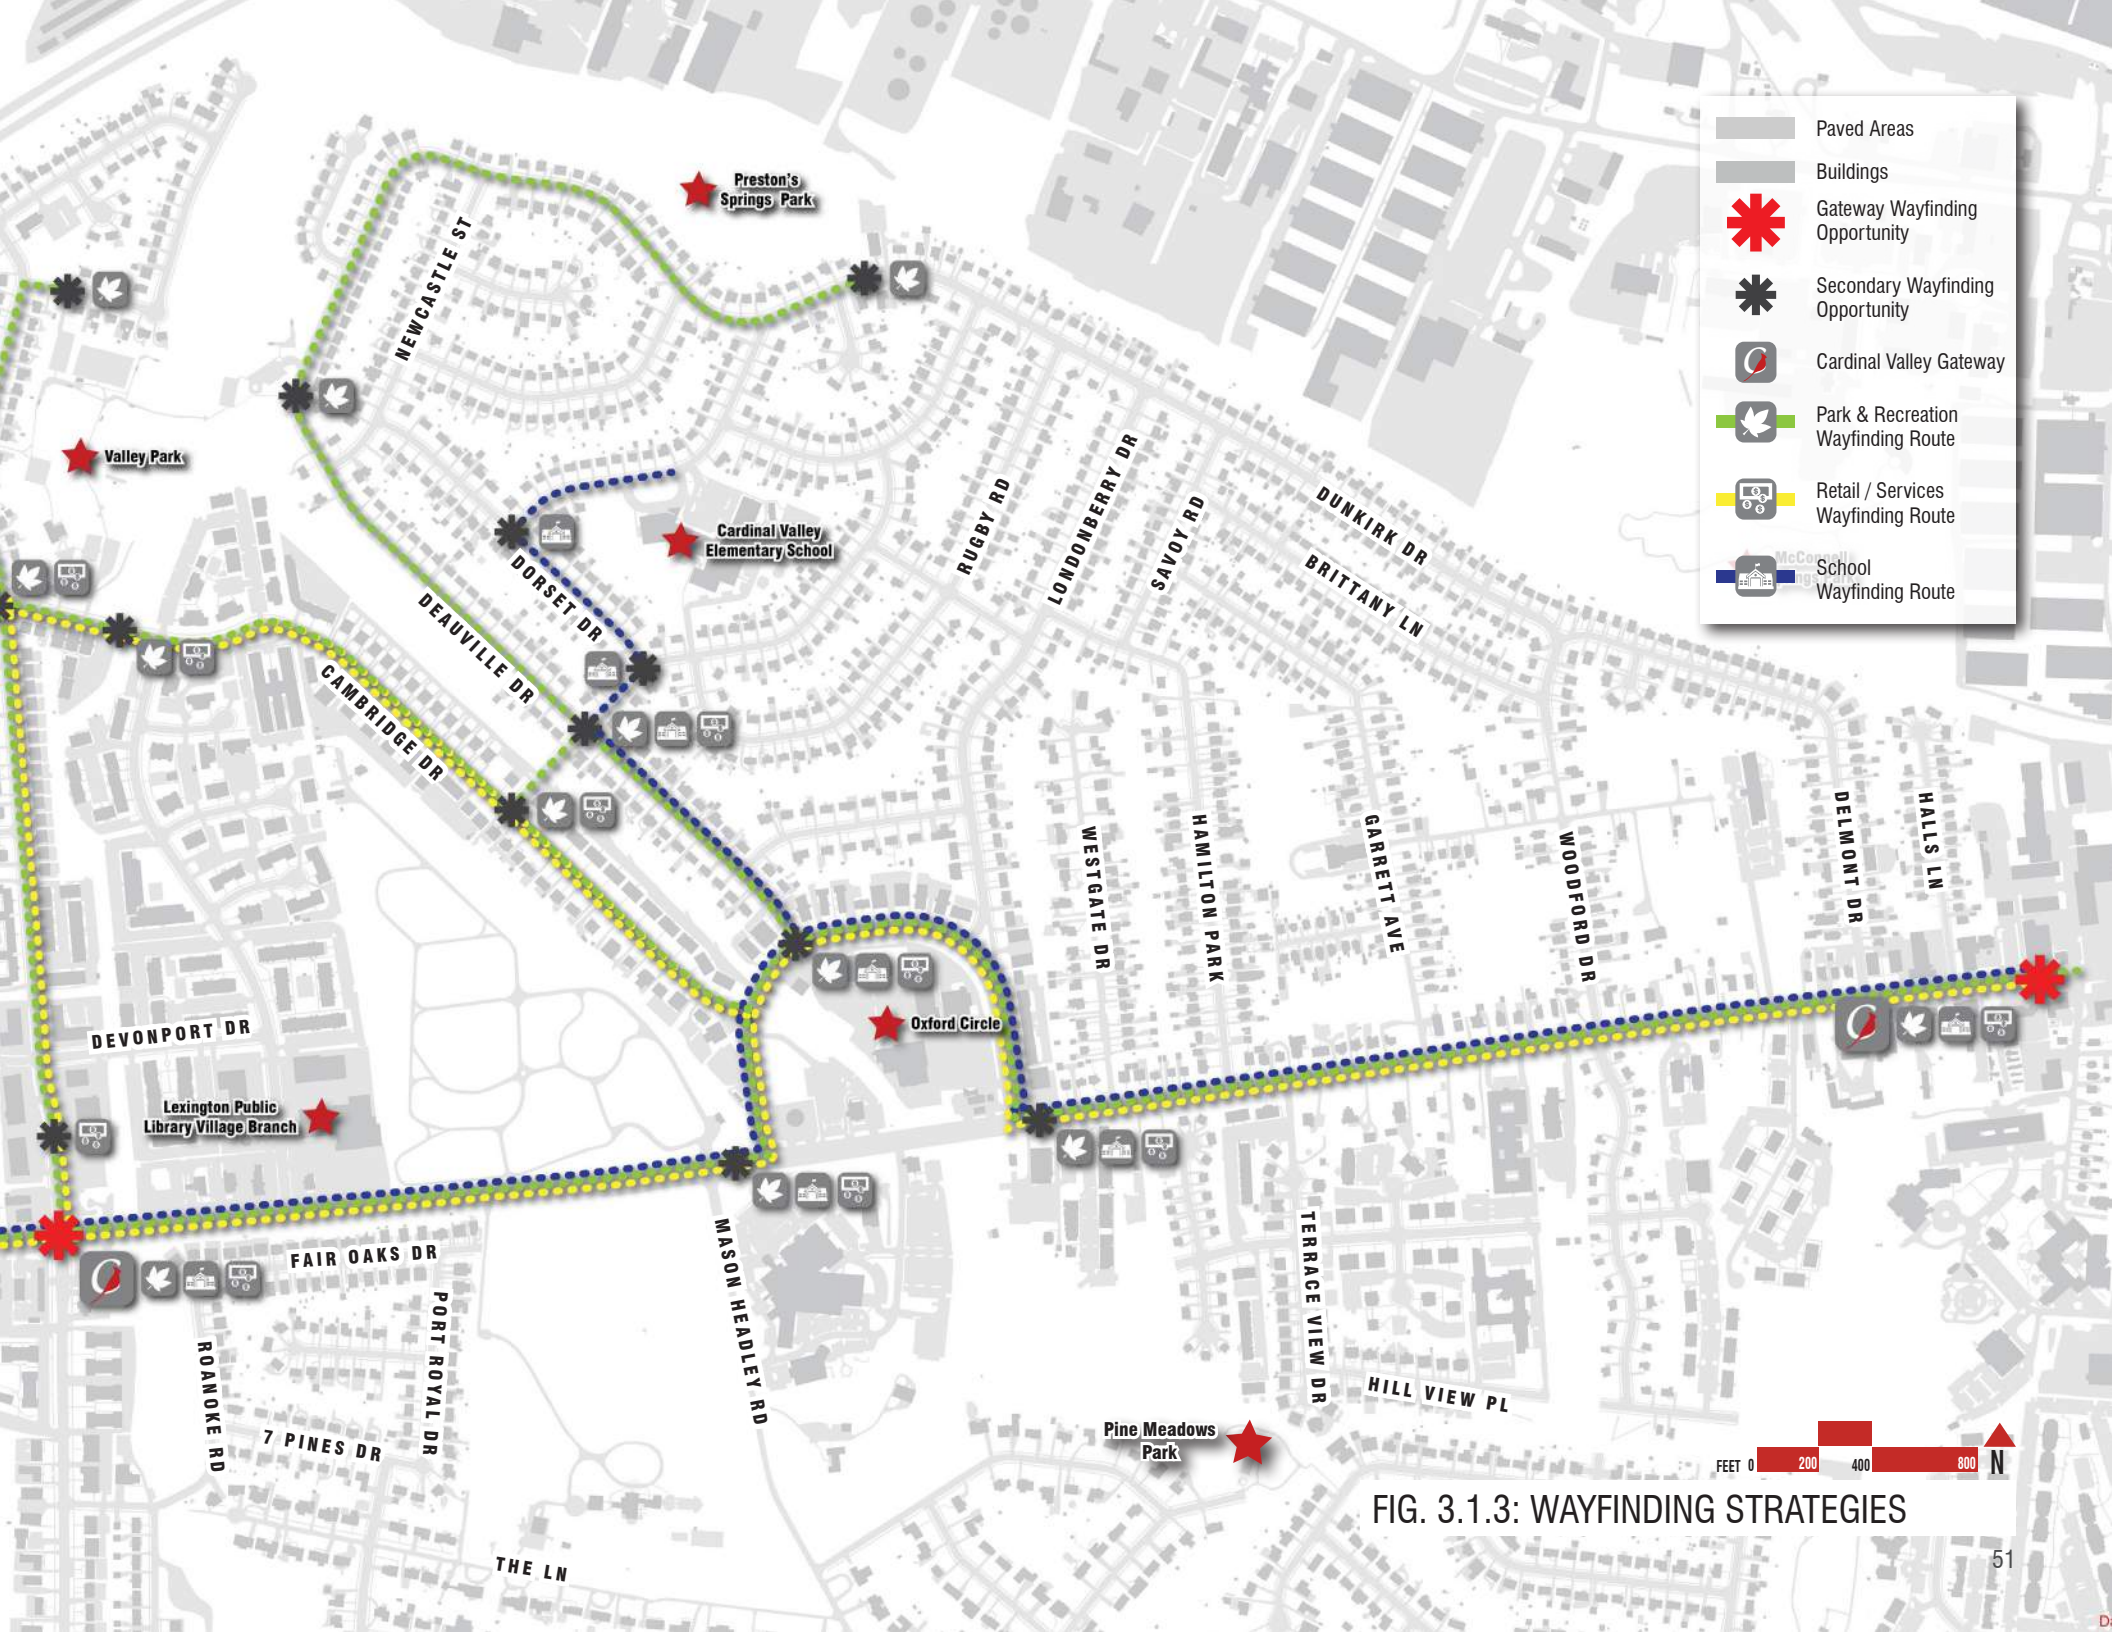 Paved Areas
Buildings
Gateway Wayfinding
Opportunity
Secondary Wayfinding
Opportunity
Cardinal Valley Gateway
Park & Recreation
Wayfinding Route
Retail / Services
Wayfinding Route
McConnell
School
Wayfinding Route
Preston's
Springs Park
NEWCASTLE ST
Valley Park
Cardinal Valley
Elementary School
DORSET DR
DEAUVILLE DR
CAMBRIDGE DR
RUGBY RD
LONDONBERRY DR
SAVOY RD
DUNKIRK DR
BRITTANY LN
WESTGATE DR
HAMILTON PARK
GARRETT AVE
WOODFORD DR
DELMONT DR
HALLS LN
Oxford Circle
DEVONPORT DR
Lexington Public
Library Village Branch
FAIR OAKS DR
PORT ROYAL DR
ROANOKE RD
7 PINES DR
MASON HEADLEY RD
TERRACE VIEW DR
HILL VIEW PL
Pine Meadows
Park
THE LN
FEET 0 200 400 800 N
FIG. 3.1.3: WAYFINDING STRATEGIES
51